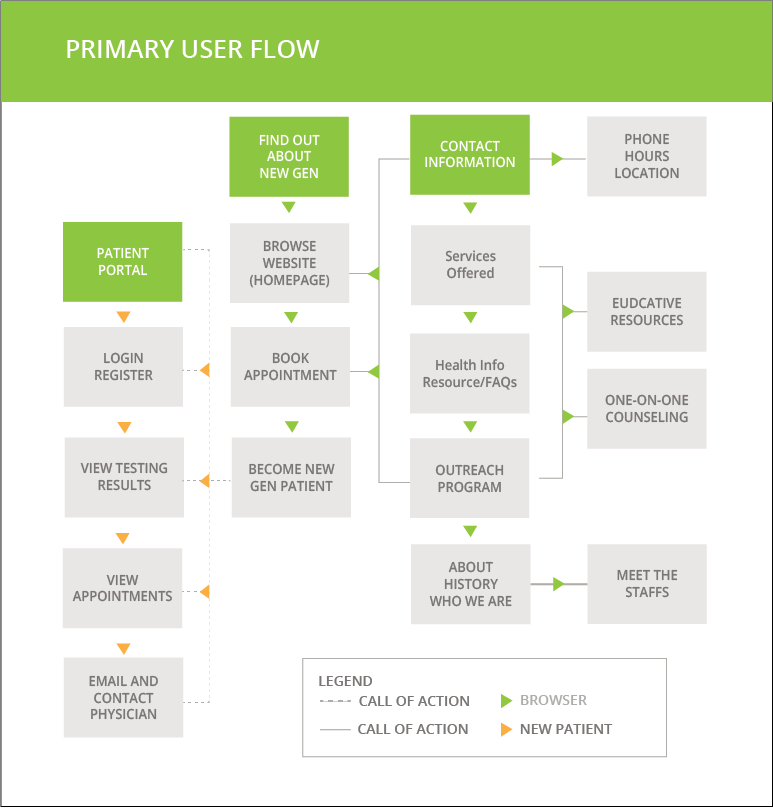 PRIMARY USER FLOW
FIND OUT
ABOUT
NEW GEN
CONTACT
INFORMATION
PHONE
HOURS
LOCATION
PATIENT
PORTAL
BROWSE
WEBSITE
(HOMEPAGE)
Services
Offered
EUDCATIVE
RESOURCES
LOGIN
REGISTER
BOOK
APPOINTMENT
Health Info
Resource/FAQs
ONE-ON-ONE
COUNSELING
VIEW TESTING
RESULTS
BECOME NEW
GEN PATIENT
OUTREACH
PROGRAM
VIEW
APPOINTMENTS
ABOUT
HISTORY
WHO WE ARE
MEET THE
STAFFS
EMAIL AND
CONTACT
PHYSICIAN
LEGEND
CALL OF ACTION
BROWSER
CALL OF ACTION
NEW PATIENT